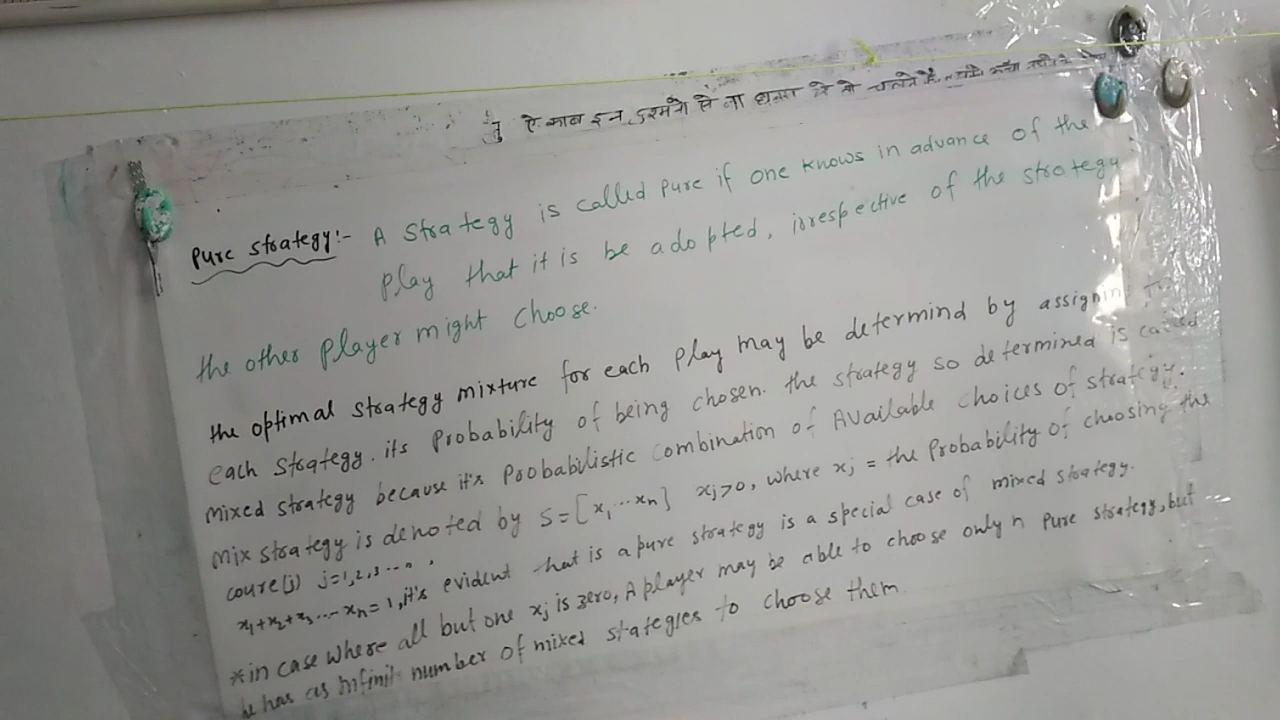 तु ऐ
Pure strategy:- A strategy is called pure if one knows in advance of the
play that it is be adopted, irrespective of the strategy
the other player might choose.
the optimal strategy mixture for each play may be determind by assigning to
each strategy. its probability of being chosen. the strategy so determined is called
mixed strategy because it's probabilistic combination of Available choices of strategy.
mix strategy is denoted by S=[x₁ ... xn] xj>0, where xj = the probability of choosing the
coure(j) j=1,2,3...n.
x₁+x₂+x₃...-xn=1, it's evident that is a pure strategy is a special case of mixed strategy.
*in case where all but one xj is zero, A player may be able to choose only n pure strategy, but
he has as infinit number of mixed stategies to choose them.